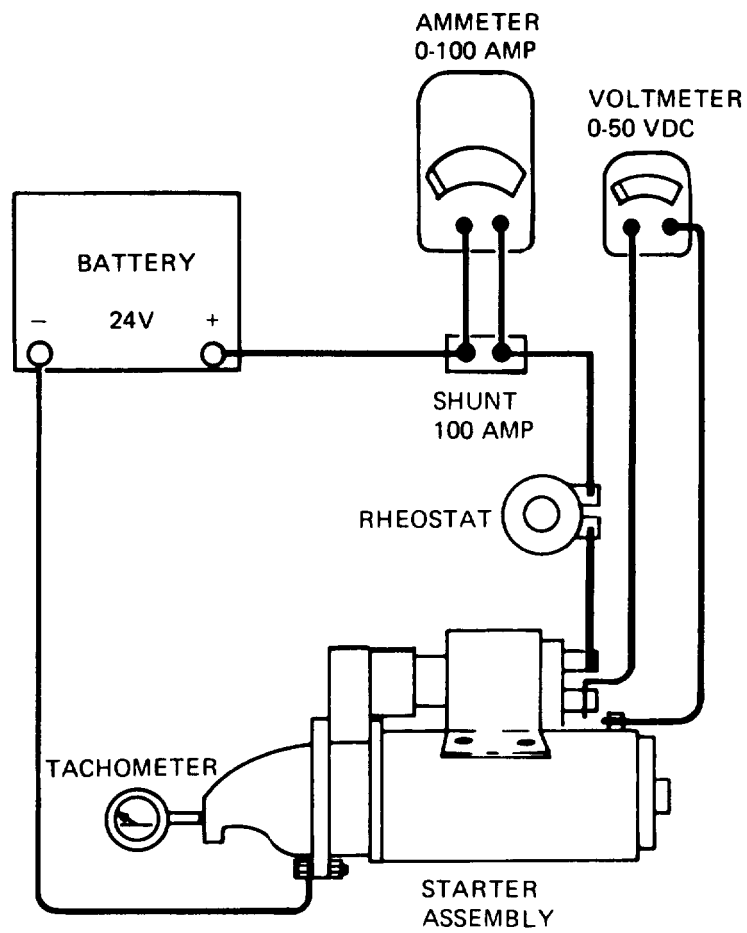 AMMETER
0-100 AMP
VOLTMETER
0-50 VDC
BATTERY
− 24V +
SHUNT
100 AMP
RHEOSTAT
TACHOMETER
STARTER
ASSEMBLY